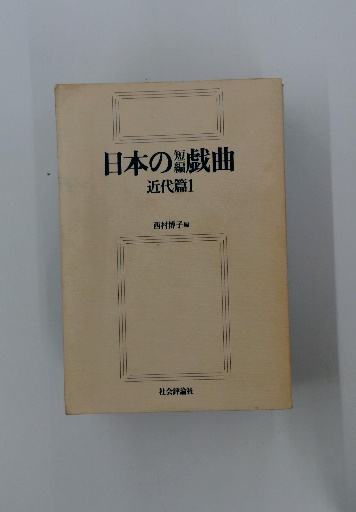 日本の短編戯曲
近代篇1
西村博子編
社会評論社